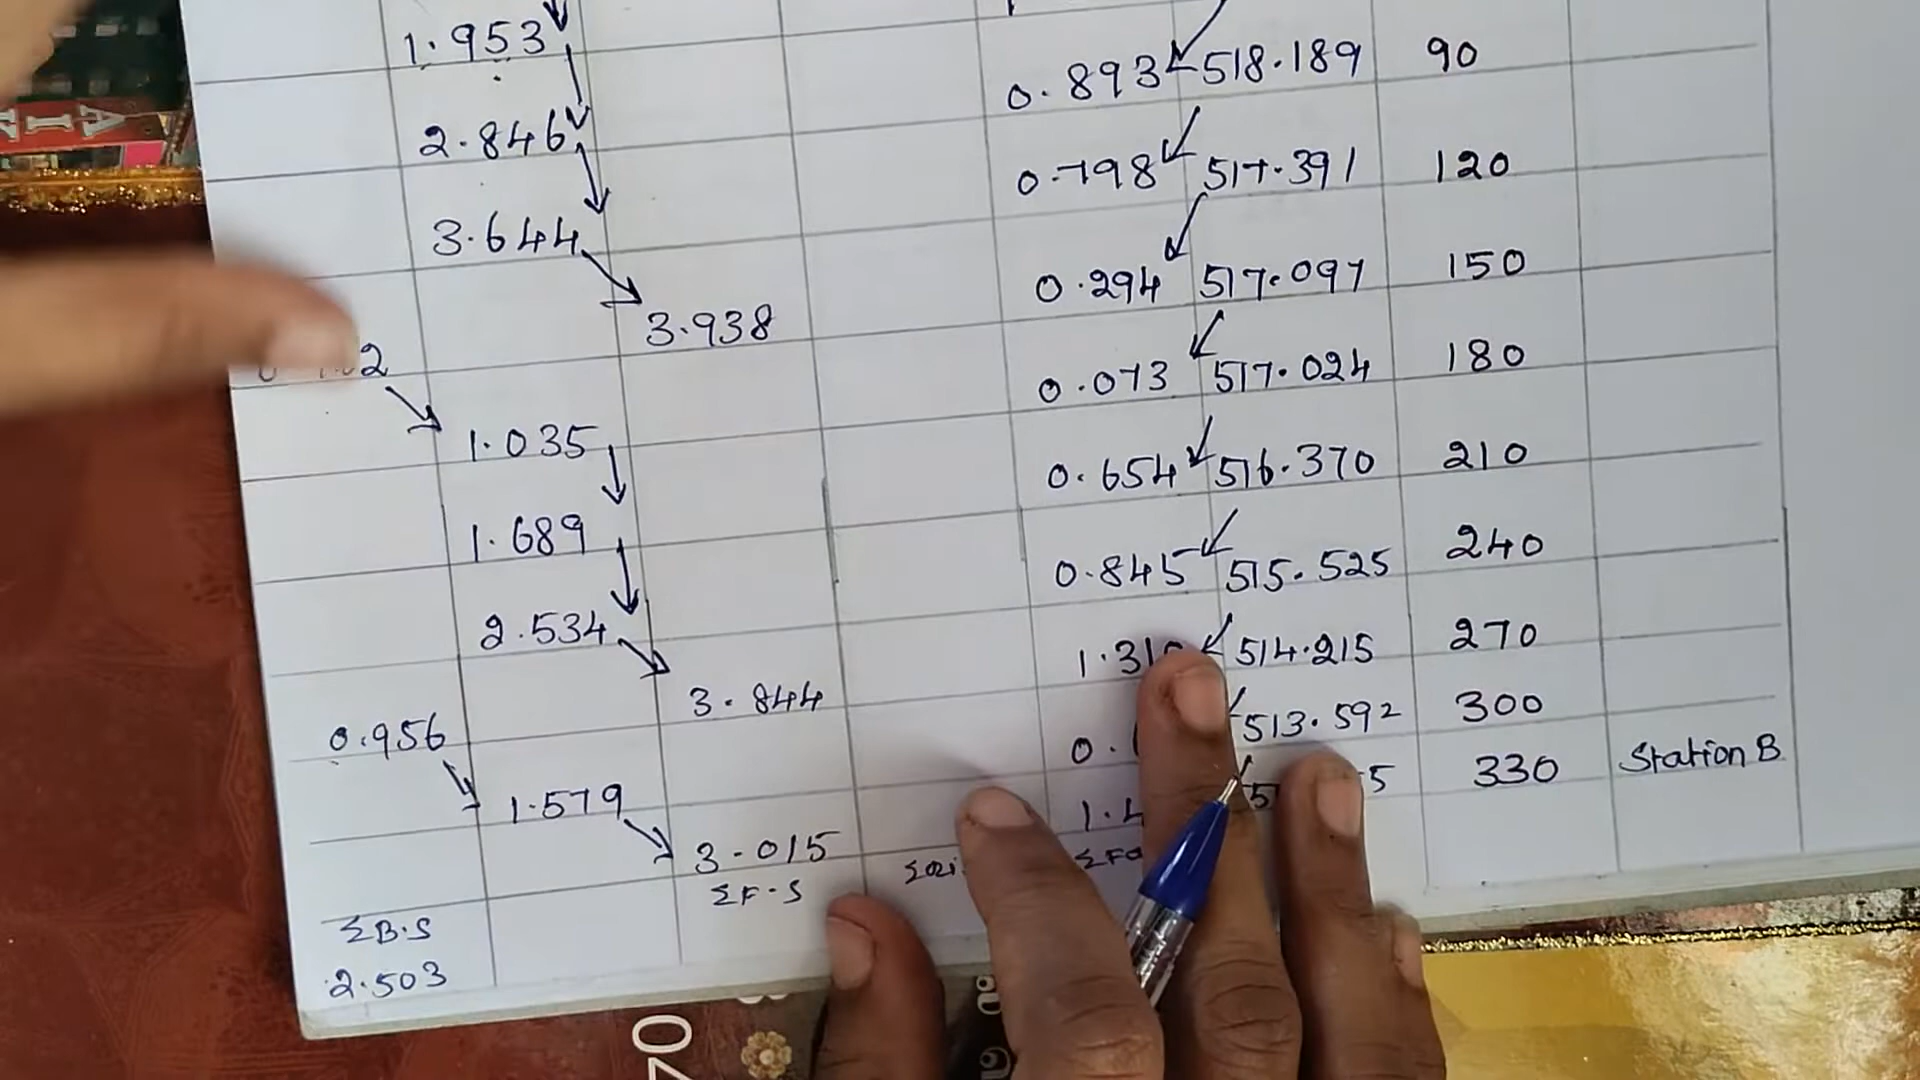 1.953 0.893 518.189 90
2.846 0.798 517.391 120
3.644 0.294 517.097 150
3.938 0.073 517.024 180
1.035 0.654 516.370 210
1.689 0.845 515.525 240
2.534 514.215 270
3.844 513.592 300
0.956 330 Station B
1.579
3.015
ΣF.S
ΣB.S
2.503